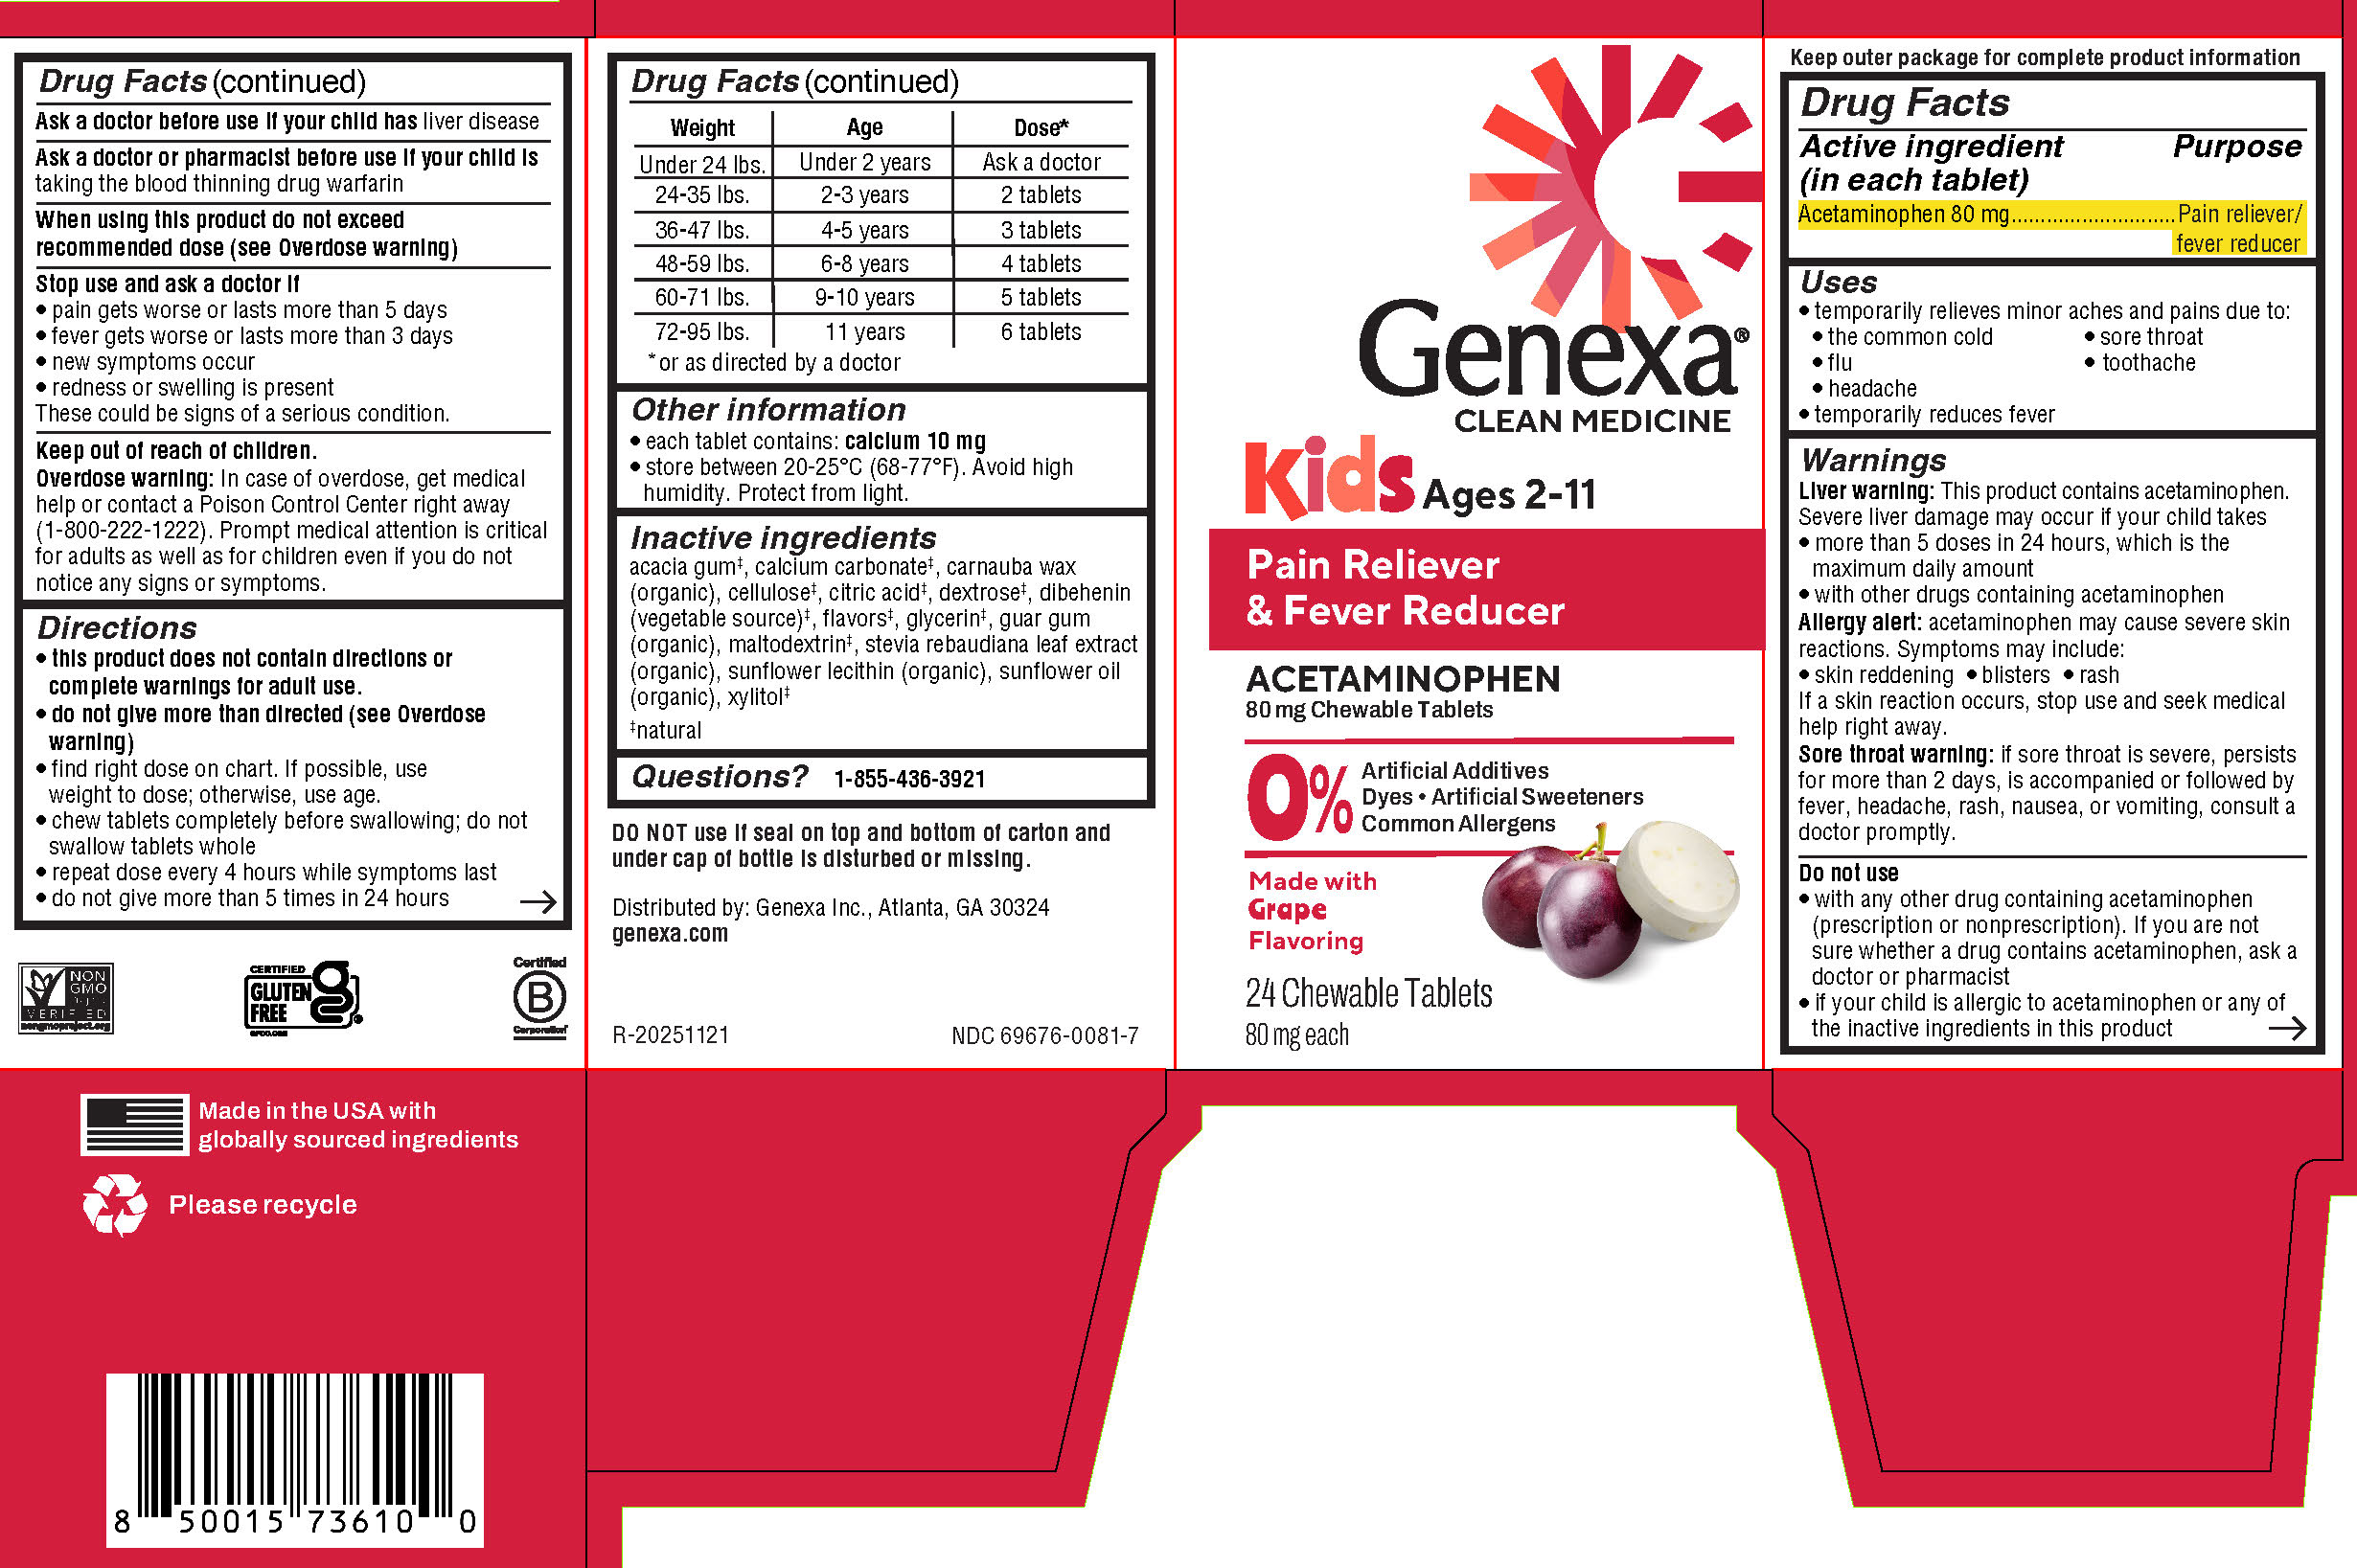 Drug Facts (continued)
Ask a doctor before use if your child has liver disease
Ask a doctor or pharmacist before use if your child is
taking the blood thinning drug warfarin
When using this product do not exceed
recommended dose (see Overdose warning)
Stop use and ask a doctor if
• pain gets worse or lasts more than 5 days
• fever gets worse or lasts more than 3 days
• new symptoms occur
• redness or swelling is present
These could be signs of a serious condition.
Keep out of reach of children.
Overdose warning: In case of overdose, get medical
help or contact a Poison Control Center right away
(1-800-222-1222). Prompt medical attention is critical
for adults as well as for children even if you do not
notice any signs or symptoms.
Directions
• this product does not contain directions or
complete warnings for adult use.
• do not give more than directed (see Overdose
warning)
• find right dose on chart. If possible, use
weight to dose; otherwise, use age.
• chew tablets completely before swallowing; do not
swallow tablets whole
• repeat dose every 4 hours while symptoms last
• do not give more than 5 times in 24 hours →
NON
GMO
VERIFIED
nongmoproject.org
CERTIFIED
GLUTEN
FREE
GFCO.ORG
Certified
B
Corporation
Made in the USA with
globally sourced ingredients
Please recycle
8 50015 73610 0
Drug Facts (continued)
Weight Age Dose*
Under 24 lbs. Under 2 years Ask a doctor
24-35 lbs. 2-3 years 2 tablets
36-47 lbs. 4-5 years 3 tablets
48-59 lbs. 6-8 years 4 tablets
60-71 lbs. 9-10 years 5 tablets
72-95 lbs. 11 years 6 tablets
*or as directed by a doctor
Other information
• each tablet contains: calcium 10 mg
• store between 20-25°C (68-77°F). Avoid high
humidity. Protect from light.
Inactive ingredients
acacia gum‡, calcium carbonate‡, carnauba wax
(organic), cellulose‡, citric acid‡, dextrose‡, dibehenin
(vegetable source)‡, flavors‡, glycerin‡, guar gum
(organic), maltodextrin‡, stevia rebaudiana leaf extract
(organic), sunflower lecithin (organic), sunflower oil
(organic), xylitol‡
‡natural
Questions? 1-855-436-3921
DO NOT use if seal on top and bottom of carton and
under cap of bottle is disturbed or missing.
Distributed by: Genexa Inc., Atlanta, GA 30324
genexa.com
R-20251121 NDC 69676-0081-7
Genexa®
CLEAN MEDICINE
Kids Ages 2-11
Pain Reliever
& Fever Reducer
ACETAMINOPHEN
80 mg Chewable Tablets
0% Artificial Additives
Dyes • Artificial Sweeteners
Common Allergens
Made with
Grape
Flavoring
24 Chewable Tablets
80 mg each
Keep outer package for complete product information
Drug Facts
Active ingredient Purpose
(in each tablet)
Acetaminophen 80 mg............................Pain reliever/
fever reducer
Uses
• temporarily relieves minor aches and pains due to:
• the common cold • sore throat
• flu • toothache
• headache
• temporarily reduces fever
Warnings
Liver warning: This product contains acetaminophen.
Severe liver damage may occur if your child takes
• more than 5 doses in 24 hours, which is the
maximum daily amount
• with other drugs containing acetaminophen
Allergy alert: acetaminophen may cause severe skin
reactions. Symptoms may include:
• skin reddening • blisters • rash
If a skin reaction occurs, stop use and seek medical
help right away.
Sore throat warning: if sore throat is severe, persists
for more than 2 days, is accompanied or followed by
fever, headache, rash, nausea, or vomiting, consult a
doctor promptly.
Do not use
• with any other drug containing acetaminophen
(prescription or nonprescription). If you are not
sure whether a drug contains acetaminophen, ask a
doctor or pharmacist
• if your child is allergic to acetaminophen or any of
the inactive ingredients in this product →